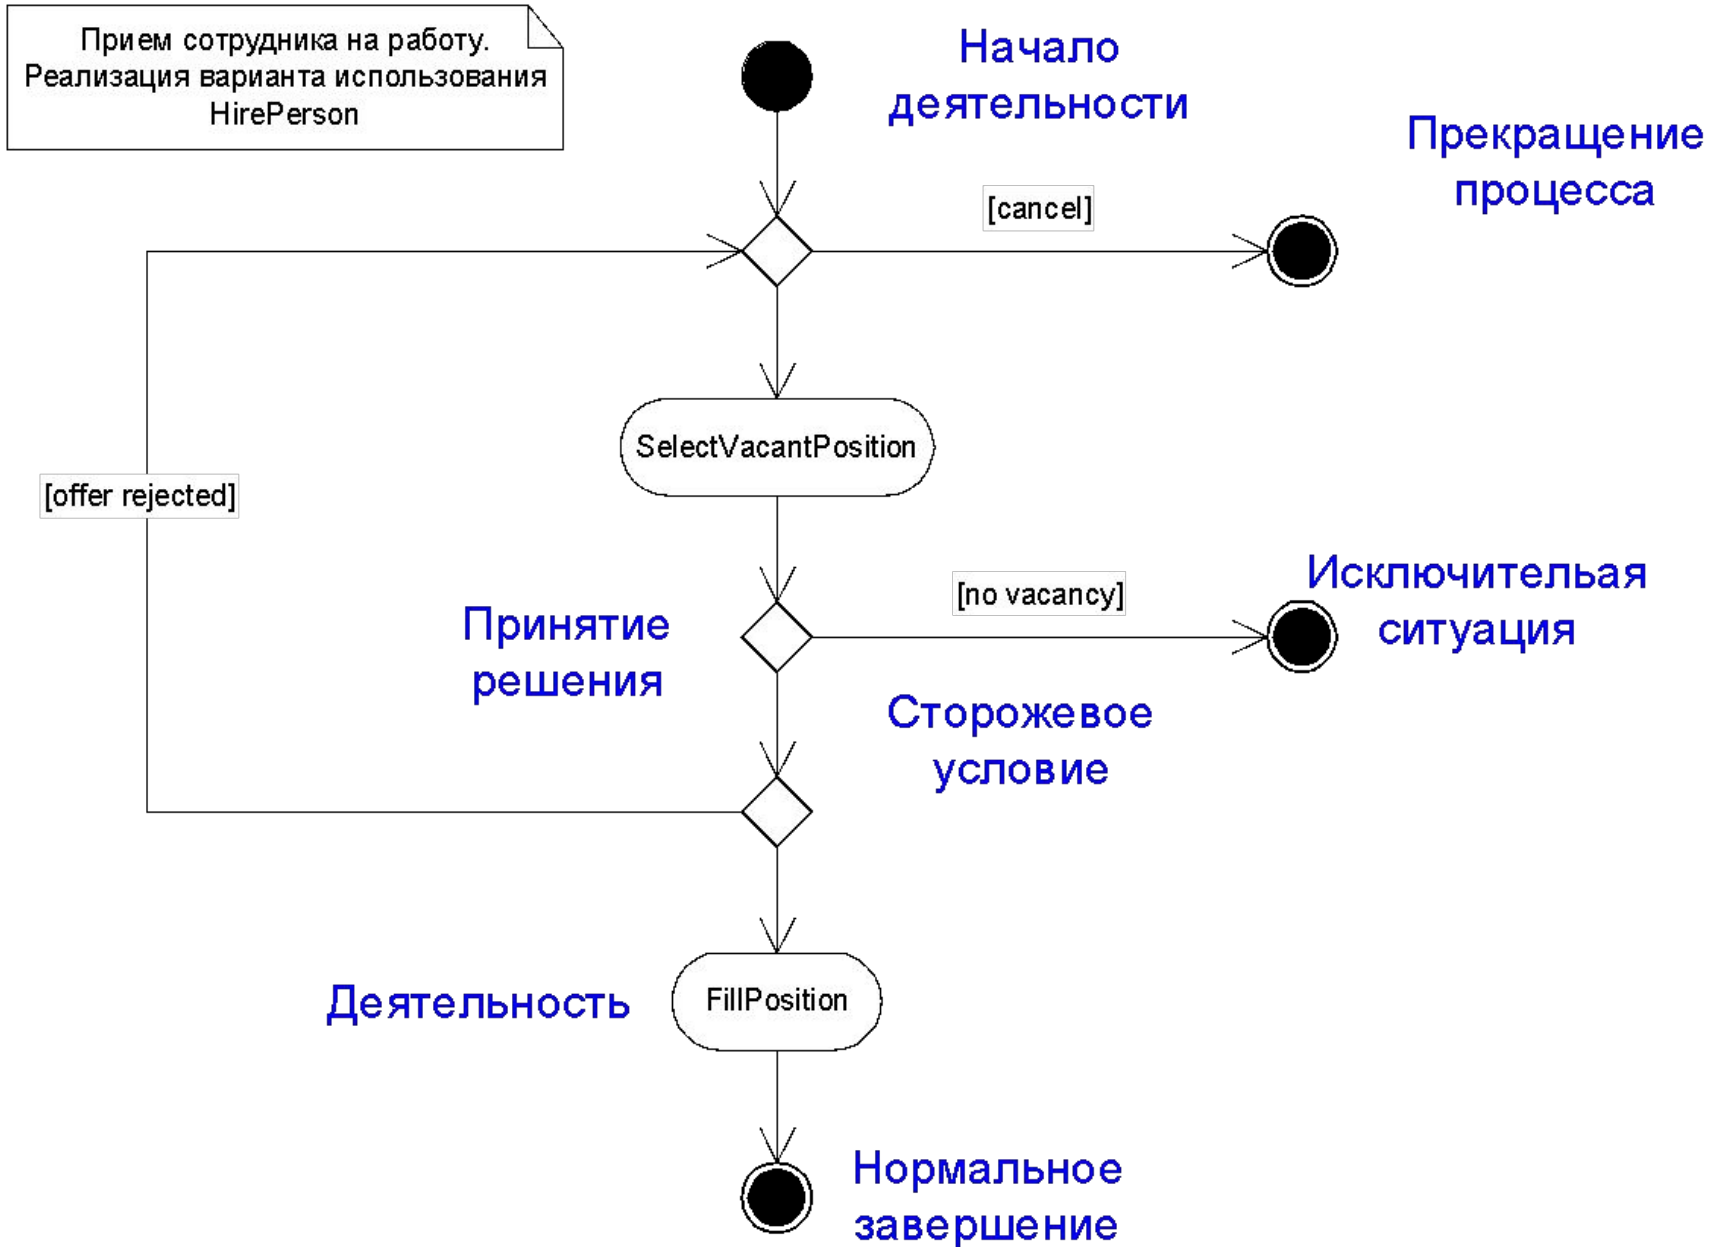 Прием сотрудника на работу.
Реализация варианта использования
HirePerson
Начало
деятельности
Прекращение
процесса
[cancel]
SelectVacantPosition
[offer rejected]
[no vacancy]
Исключительая
ситуация
Принятие
решения
Сторожевое
условие
Деятельность
FillPosition
Нормальное
завершение